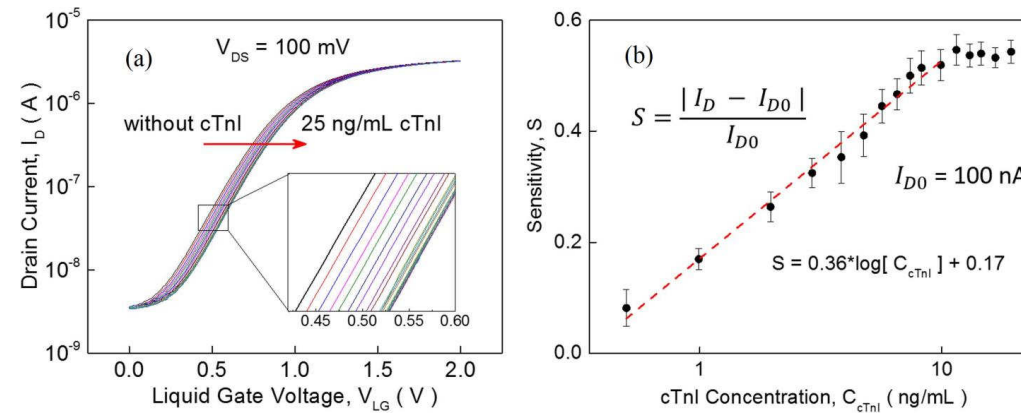 (a)
V_DS = 100 mV
without cTnI
25 ng/mL cTnI
Drain Current, I_D ( A )
10^-5
10^-6
10^-7
10^-8
10^-9
0.45 0.50 0.55 0.60
0.0 0.5 1.0 1.5 2.0
Liquid Gate Voltage, V_LG ( V )
(b)
S = | I_D − I_D0 | / I_D0
I_D0 = 100 nA
S = 0.36*log[ C_cTnI ] + 0.17
Sensitivity, S
0.6
0.4
0.2
0.0
1 10
cTnI Concentration, C_cTnI ( ng/mL )